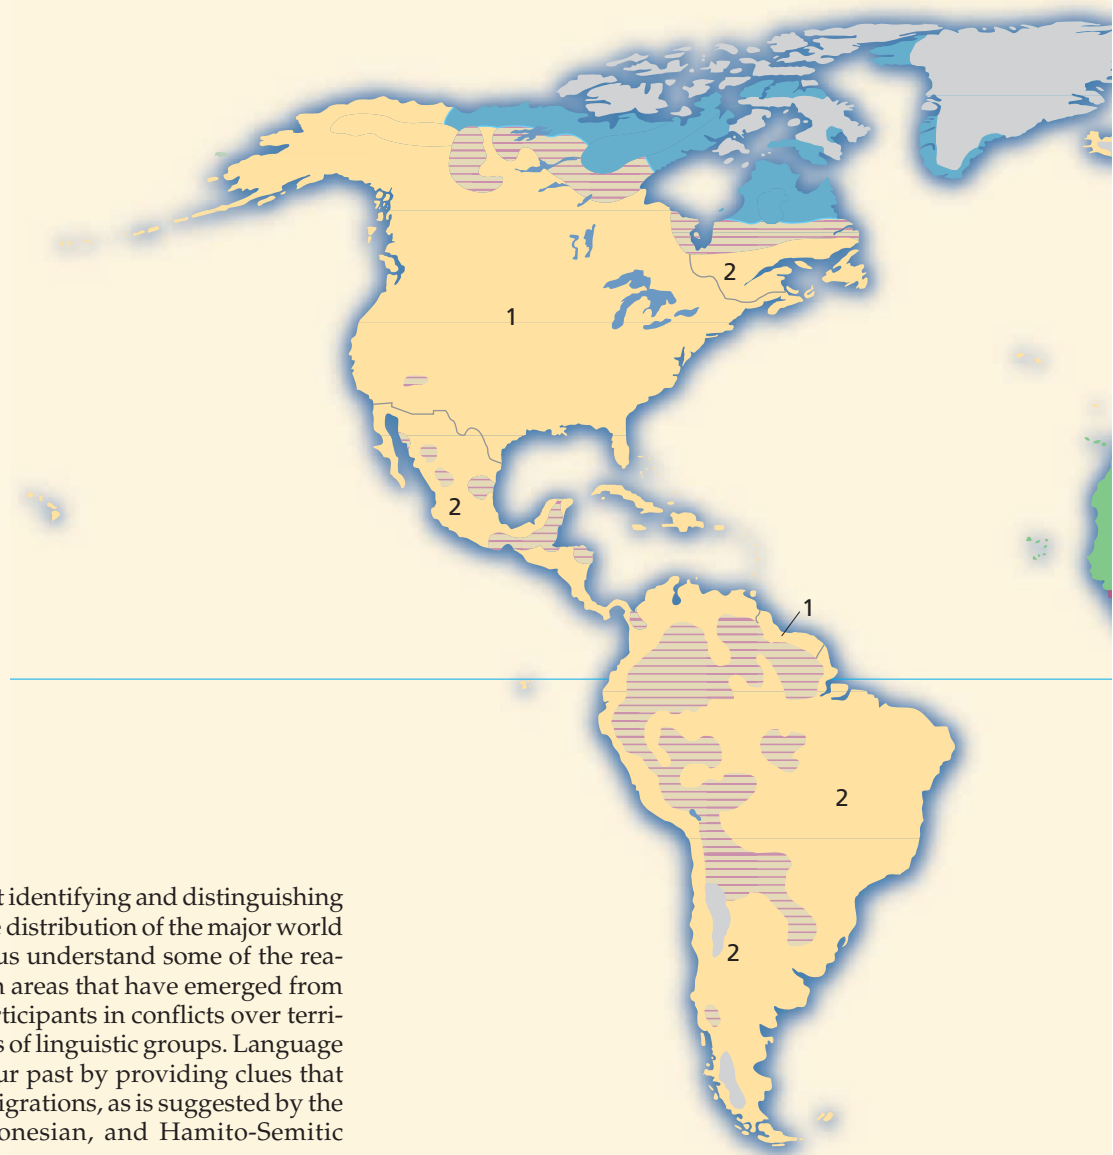 2
1
2
1
2
2
t identifying and distinguishing
e distribution of the major world
us understand some of the rea-
n areas that have emerged from
rticipants in conflicts over terri-
s of linguistic groups. Language
ur past by providing clues that
igrations, as is suggested by the
onesian, and Hamito-Semitic